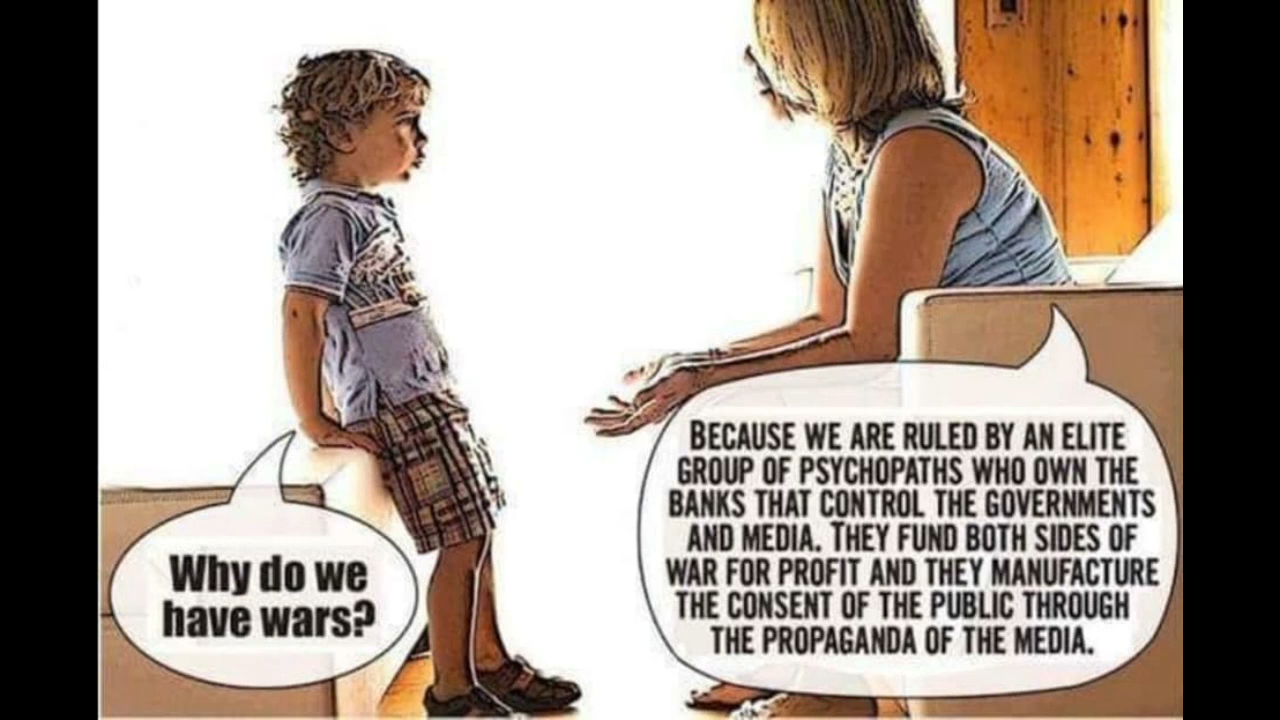 Why do we
have wars?
BECAUSE WE ARE RULED BY AN ELITE
GROUP OF PSYCHOPATHS WHO OWN THE
BANKS THAT CONTROL THE GOVERNMENTS
AND MEDIA. THEY FUND BOTH SIDES OF
WAR FOR PROFIT AND THEY MANUFACTURE
THE CONSENT OF THE PUBLIC THROUGH
THE PROPAGANDA OF THE MEDIA.